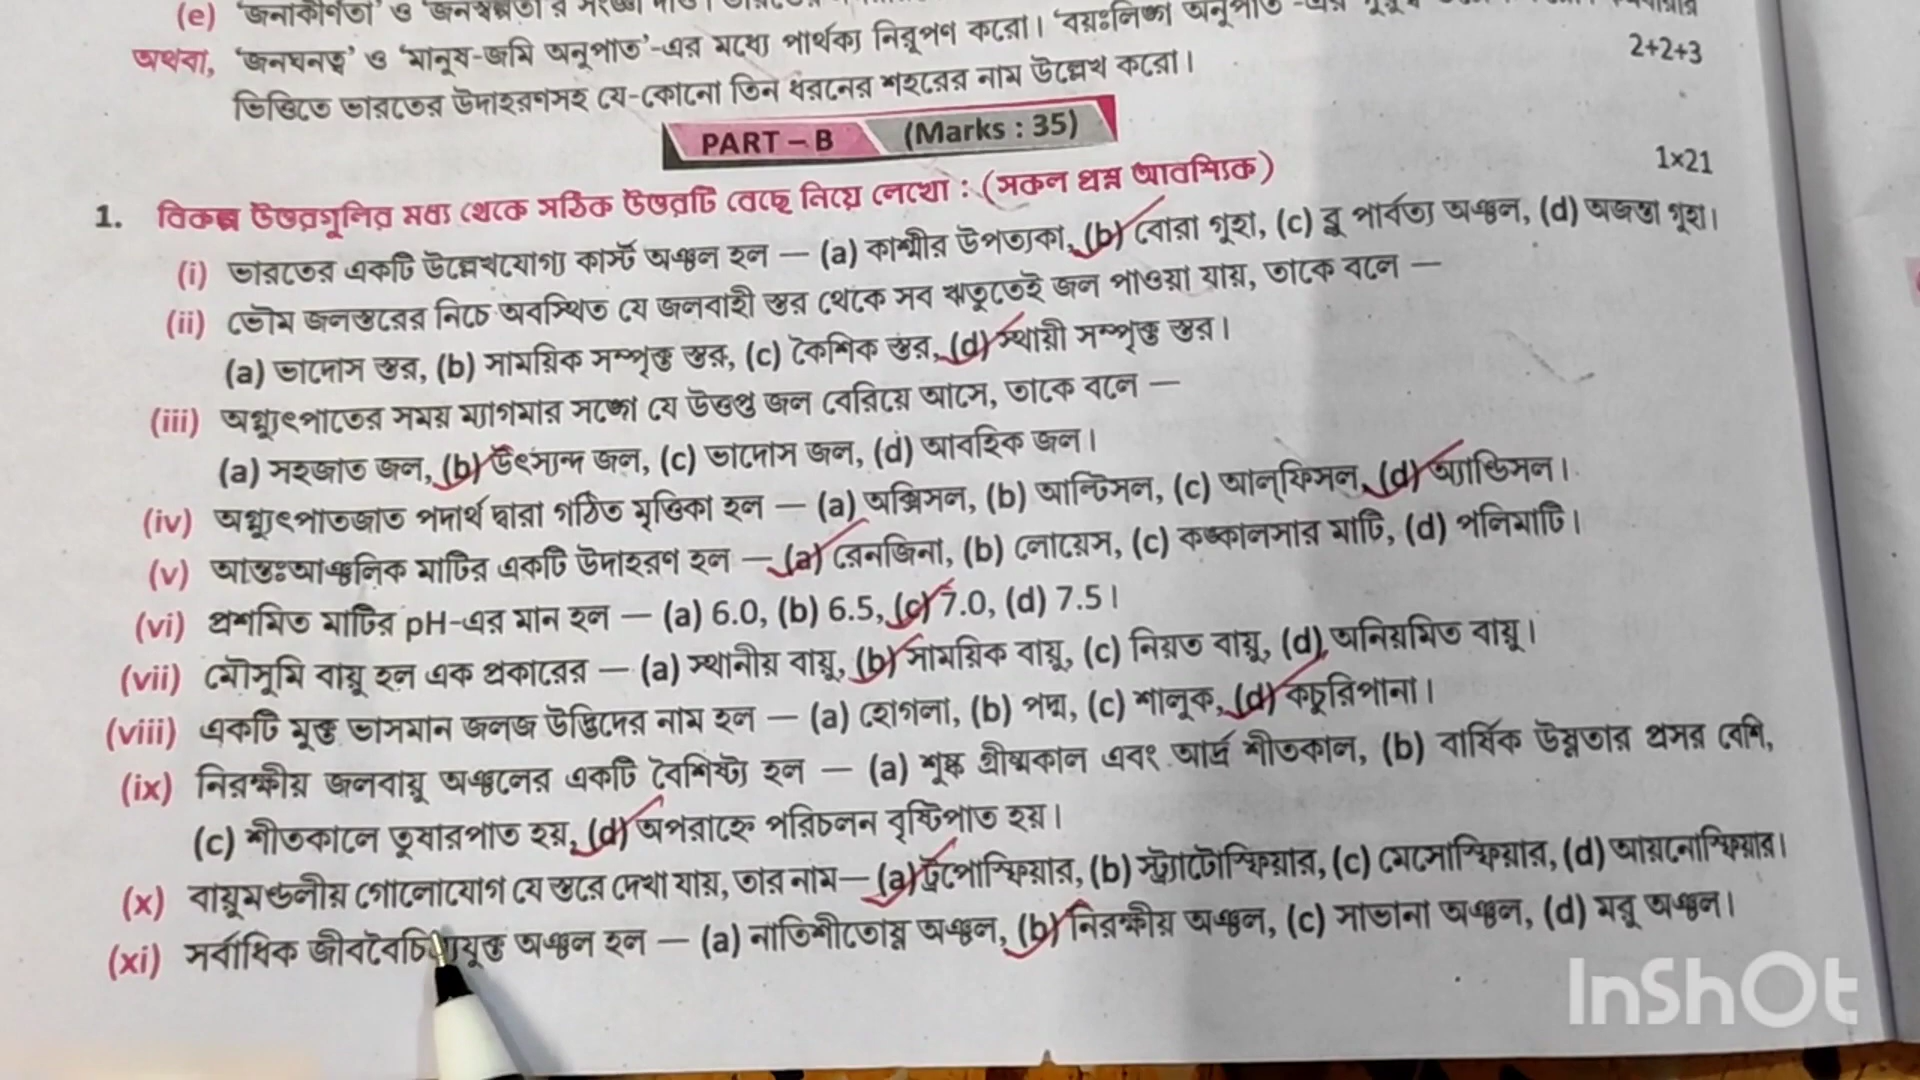 (e) 'জনাকীর্ণতা' ও 'জনস্বল্পতা'র সংজ্ঞা দাও।
অথবা, 'জনঘনত্ব' ও 'মানুষ-জমি অনুপাত'-এর মধ্যে পার্থক্য নিরূপণ করো। 'বয়ঃলিঙ্গ অনুপাত'-এর
ভিত্তিতে ভারতের উদাহরণসহ যে-কোনো তিন ধরনের শহরের নাম উল্লেখ করো। 2+2+3
PART – B (Marks : 35)
1. বিকল্প উত্তরগুলির মধ্য থেকে সঠিক উত্তরটি বেছে নিয়ে লেখো : (সকল প্রশ্ন আবশ্যিক) 1×21
(i) ভারতের একটি উল্লেখযোগ্য কার্স্ট অঞ্চল হল — (a) কাশ্মীর উপত্যকা, (b) বোরা গুহা, (c) ব্লু পার্বত্য অঞ্চল, (d) অজন্তা গুহা।
(ii) ভৌম জলস্তরের নিচে অবস্থিত যে জলবাহী স্তর থেকে সব ঋতুতেই জল পাওয়া যায়, তাকে বলে —
(a) ভাদোস স্তর, (b) সাময়িক সম্পৃক্ত স্তর, (c) কৈশিক স্তর, (d) স্থায়ী সম্পৃক্ত স্তর।
(iii) অগ্ন্যুৎপাতের সময় ম্যাগমার সঙ্গে যে উত্তপ্ত জল বেরিয়ে আসে, তাকে বলে —
(a) সহজাত জল, (b) উৎস্যন্দ জল, (c) ভাদোস জল, (d) আবহিক জল।
(iv) অগ্ন্যুৎপাতজাত পদার্থ দ্বারা গঠিত মৃত্তিকা হল — (a) অক্সিসল, (b) আল্টিসল, (c) আল্‌ফিসল, (d) অ্যান্ডিসল।
(v) আন্তঃআঞ্চলিক মাটির একটি উদাহরণ হল — (a) রেনজিনা, (b) লোয়েস, (c) কঙ্কালসার মাটি, (d) পলিমাটি।
(vi) প্রশমিত মাটির pH-এর মান হল — (a) 6.0, (b) 6.5, (c) 7.0, (d) 7.5।
(vii) মৌসুমি বায়ু হল এক প্রকারের — (a) স্থানীয় বায়ু, (b) সাময়িক বায়ু, (c) নিয়ত বায়ু, (d) অনিয়মিত বায়ু।
(viii) একটি মুক্ত ভাসমান জলজ উদ্ভিদের নাম হল — (a) হোগলা, (b) পদ্ম, (c) শালুক, (d) কচুরিপানা।
(ix) নিরক্ষীয় জলবায়ু অঞ্চলের একটি বৈশিষ্ট্য হল — (a) শুষ্ক গ্রীষ্মকাল এবং আর্দ্র শীতকাল, (b) বার্ষিক উষ্ণতার প্রসর বেশি,
(c) শীতকালে তুষারপাত হয়, (d) অপরাহ্নে পরিচলন বৃষ্টিপাত হয়।
(x) বায়ুমণ্ডলীয় গোলোযোগ যে স্তরে দেখা যায়, তার নাম— (a) ট্রপোস্ফিয়ার, (b) স্ট্র্যাটোস্ফিয়ার, (c) মেসোস্ফিয়ার, (d) আয়নোস্ফিয়ার।
(xi) সর্বাধিক অঞ্চল হল — (a) নাতিশীতোষ্ণ অঞ্চল, (b) নিরক্ষীয় অঞ্চল, (c) সাভানা অঞ্চল, (d) মরু অঞ্চল।
InShOt